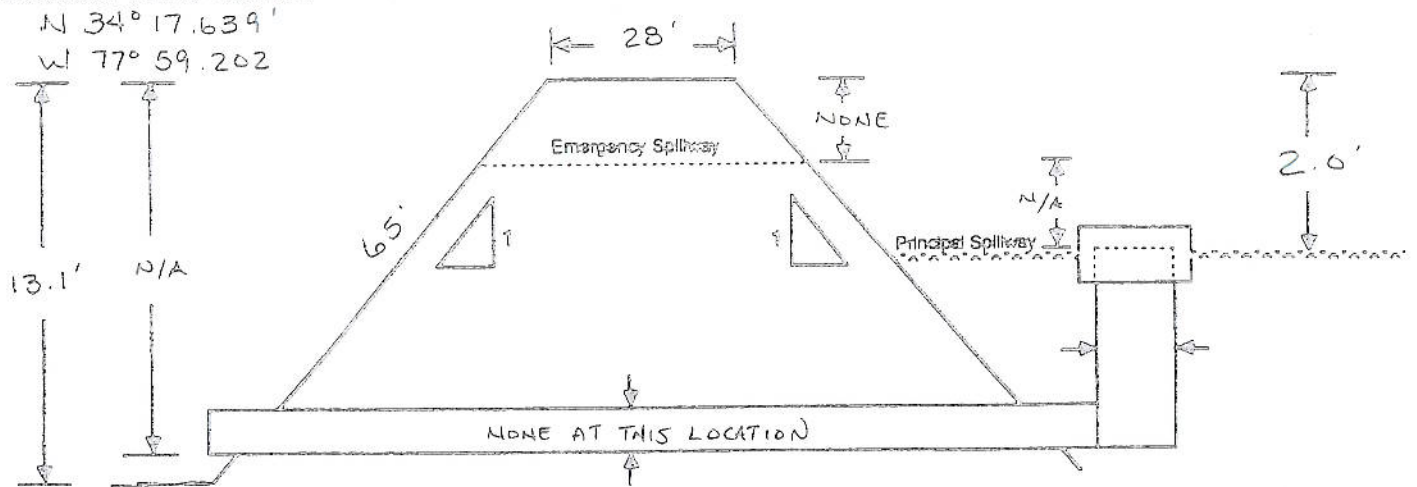 N 34° 17.639'
W 77° 59.202
28'
NONE
Emergency Spillway
2.0'
N/A
65'
1
1
Principal Spillway
13.1'
N/A
NONE AT THIS LOCATION